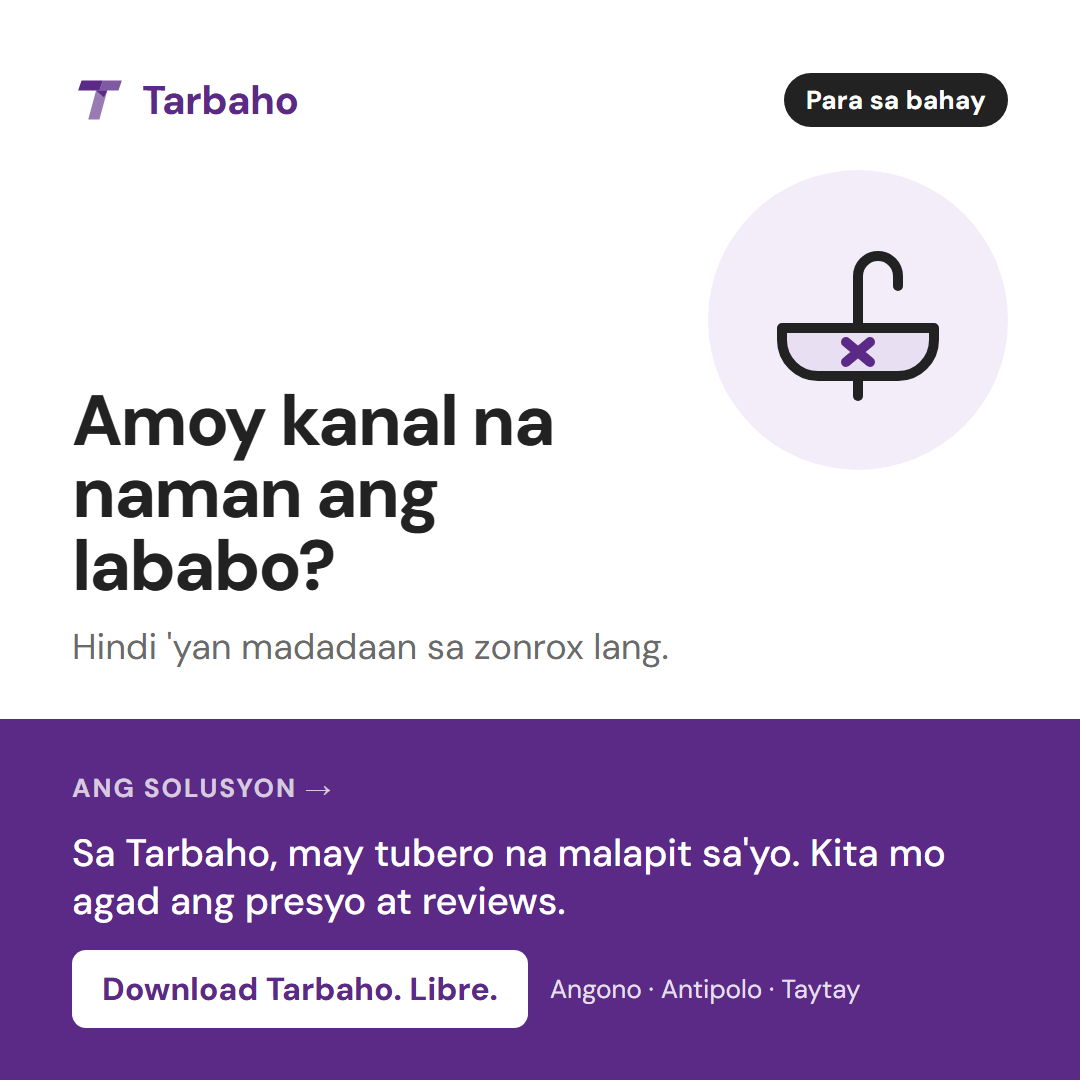 Tarbaho
Para sa bahay
Amoy kanal na
naman ang
lababo?
Hindi 'yan madadaan sa zonrox lang.
ANG SOLUSYON →
Sa Tarbaho, may tubero na malapit sa'yo. Kita mo
agad ang presyo at reviews.
Download Tarbaho. Libre.
Angono · Antipolo · Taytay